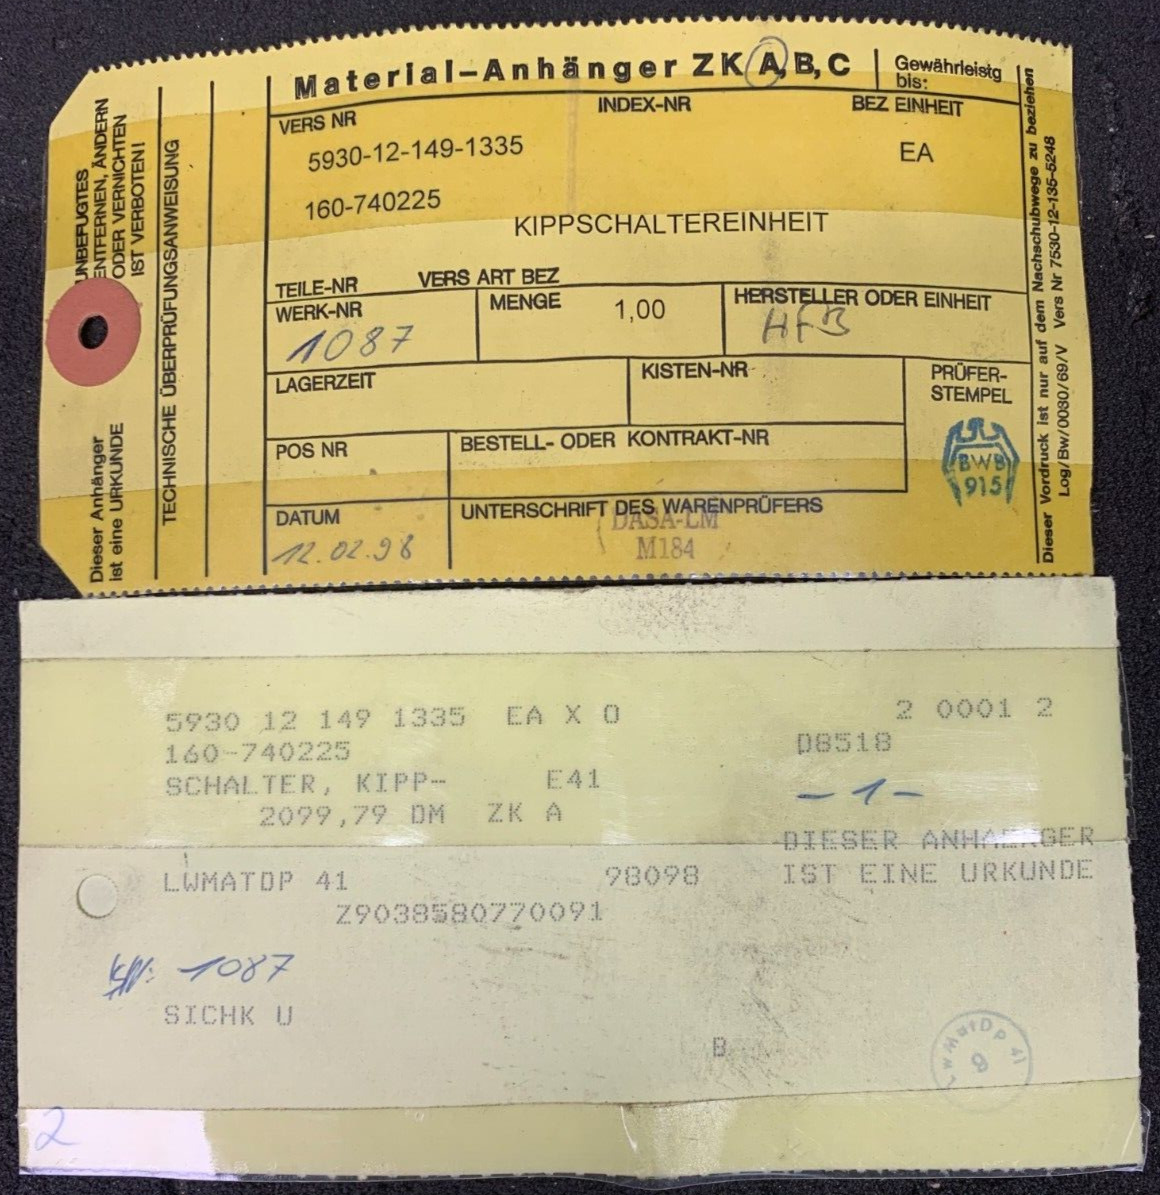 Material-Anhänger ZK A, B, C
Gewährleistg
bis:
VERS NR
INDEX-NR
BEZ EINHEIT
5930-12-149-1335
EA
160-740225
KIPPSCHALTEREINHEIT
TEILE-NR
VERS ART BEZ
WERK-NR
MENGE
1,00
HERSTELLER ODER EINHEIT
1087
HFB
LAGERZEIT
KISTEN-NR
PRÜFER-
STEMPEL
POS NR
BESTELL- ODER KONTRAKT-NR
BWB
915
DATUM
UNTERSCHRIFT DES WARENPRÜFERS
12.02.98
DASA-LM
M184
UNBEFUGTES
ENTFERNEN, ÄNDERN
ODER VERNICHTEN
IST VERBOTEN!
Dieser Anhänger
ist eine URKUNDE
TECHNISCHE ÜBERPRÜFUNGSANWEISUNG
Dieser Vordruck ist nur auf dem Nachschubwege zu beziehen
Log/Bw/0030/69/V Vers Nr 7530-12-135-5248
5930 12 149 1335 EA X 0
2 0001 2
160-740225
D8518
SCHALTER, KIPP- E41
-1-
2099,79 DM ZK A
DIESER ANHAENGER
LWMATDP 41
98098
IST EINE URKUNDE
Z9038580770091
1087
SICHK U
B
LwMatDp 41
2